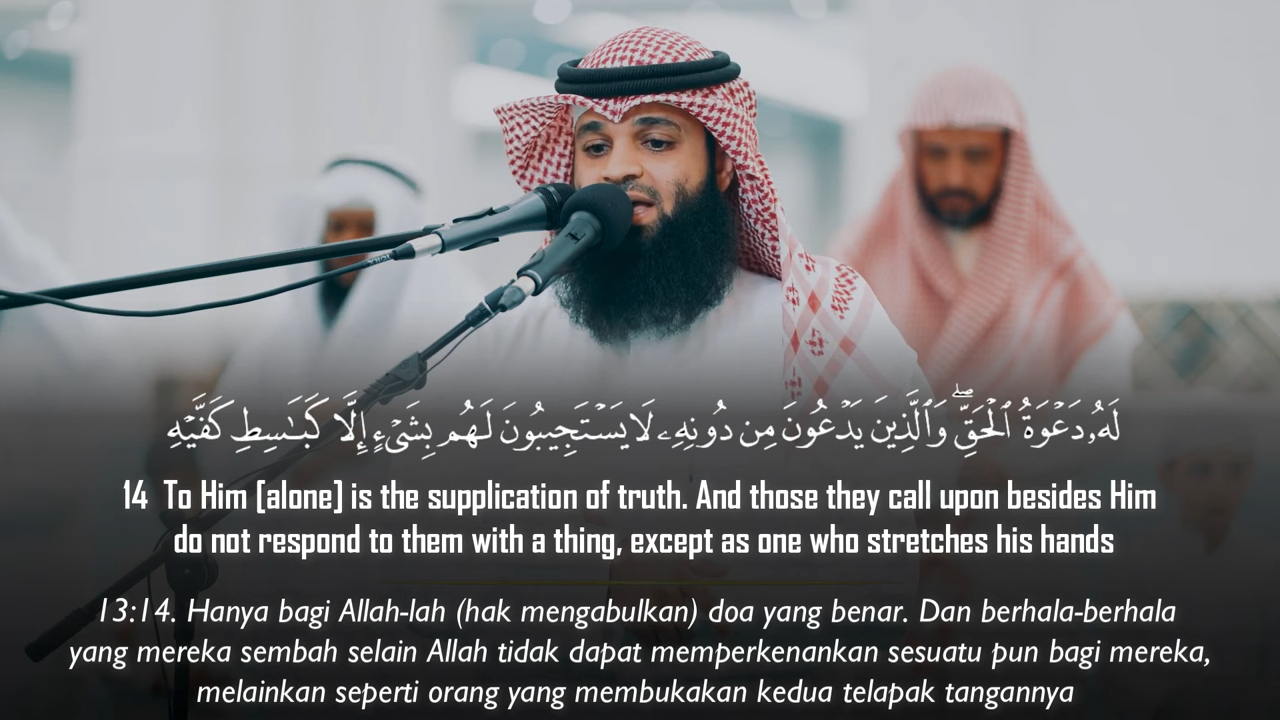 لَهُۥ دَعْوَةُ ٱلْحَقِّ ۖ وَٱلَّذِينَ يَدْعُونَ مِن دُونِهِۦ لَا يَسْتَجِيبُونَ لَهُم بِشَىْءٍ إِلَّا كَبَـٰسِطِ كَفَّيْهِ
14 To Him [alone] is the supplication of truth. And those they call upon besides Him
do not respond to them with a thing, except as one who stretches his hands
13:14. Hanya bagi Allah-lah (hak mengabulkan) doa yang benar. Dan berhala-berhala
yang mereka sembah selain Allah tidak dapat memperkenankan sesuatu pun bagi mereka,
melainkan seperti orang yang membukakan kedua telapak tangannya